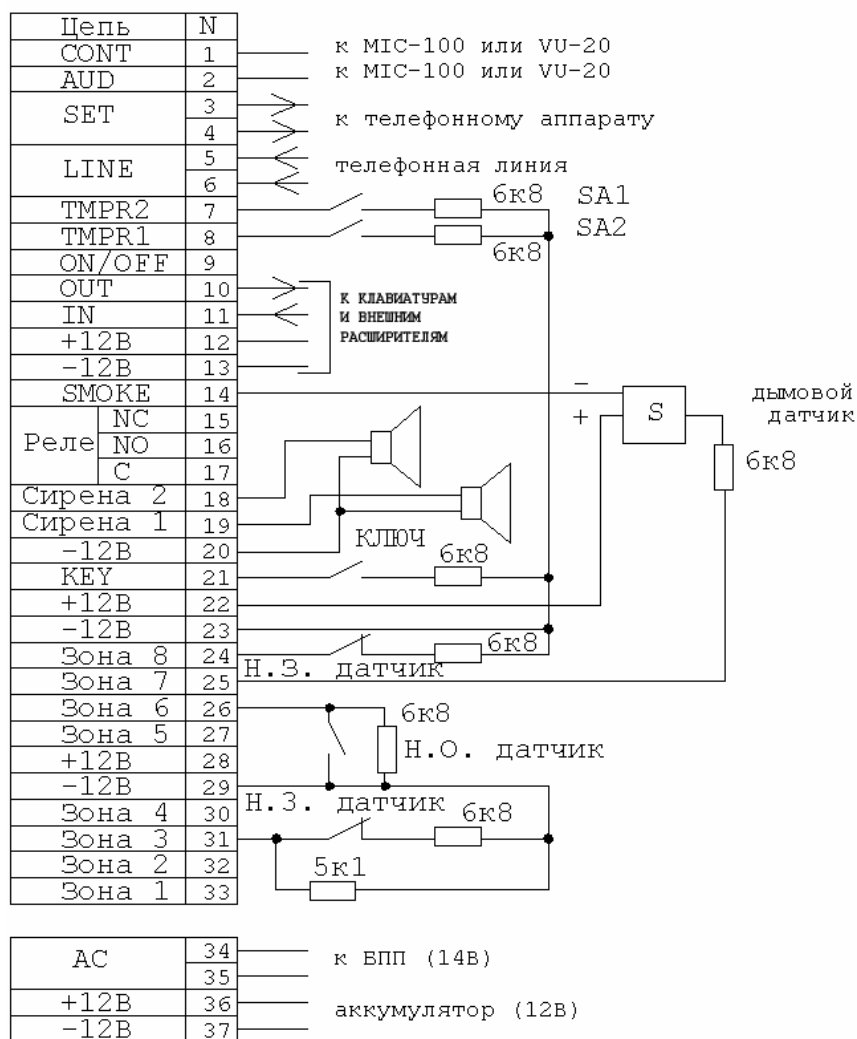 Цепь N
CONT 1 к MIC-100 или VU-20
AUD 2 к MIC-100 или VU-20
SET 3
4 к телефонному аппарату
LINE 5 телефонная линия
6
TMPR2 7 6к8 SA1
TMPR1 8 6к8 SA2
ON/OFF 9
OUT 10 К КЛАВИАТУРАМ
IN 11 И ВНЕШНИМ
+12В 12 РАСШИРИТЕЛЯМ
-12В 13
SMOKE 14 - + S дымовой
датчик
6к8
Реле NC 15
NO 16
C 17
Сирена 2 18
Сирена 1 19
-12В 20 КЛЮЧ
KEY 21 6к8
+12В 22
-12В 23
Зона 8 24 Н.З. датчик 6к8
Зона 7 25
Зона 6 26 6к8
Зона 5 27 Н.О. датчик
+12В 28
-12В 29 Н.З. датчик
Зона 4 30 6к8
Зона 3 31
Зона 2 32 5к1
Зона 1 33
AC 34 к БПП (14В)
35
+12В 36 аккумулятор (12В)
-12В 37